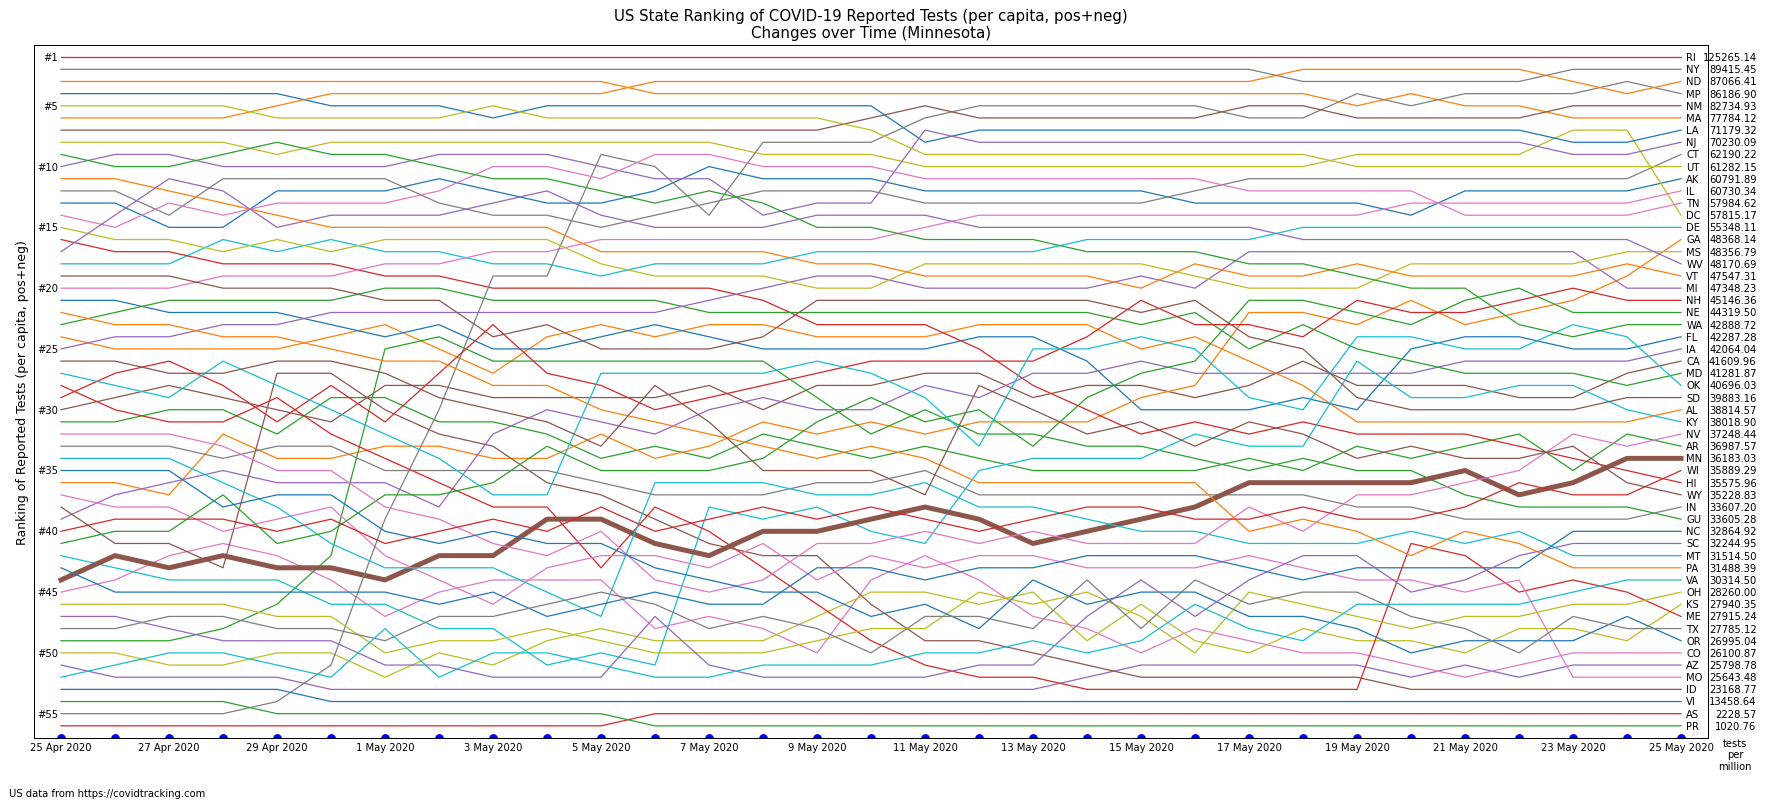 US State Ranking of COVID-19 Reported Tests (per capita, pos+neg)
Changes over Time (Minnesota)
Ranking of Reported Tests (per capita, pos+neg)
#1
#5
#10
#15
#20
#25
#30
#35
#40
#45
#50
#55
RI 125265.14
NY 89415.45
ND 87066.41
MP 86186.90
NM 82734.93
MA 77784.12
LA 71179.32
NJ 70230.09
CT 62190.22
UT 61282.15
AK 60791.89
IL 60730.34
TN 57984.62
DC 57815.17
DE 55348.11
GA 48368.14
MS 48356.79
WV 48170.69
VT 47547.31
MI 47348.23
NH 45146.36
NE 44319.50
WA 42888.72
FL 42287.28
IA 42064.04
CA 41609.96
MD 41281.87
OK 40696.03
SD 39883.16
AL 38814.57
KY 38018.90
NV 37248.44
AR 36987.57
MN 36183.03
WI 35889.29
HI 35575.96
WY 35228.83
IN 33607.20
GU 33605.28
NC 32864.92
SC 32244.95
MT 31514.50
PA 31488.39
VA 30314.50
OH 28260.00
KS 27940.35
ME 27915.24
TX 27785.12
OR 26995.04
CO 26100.87
AZ 25798.78
MO 25643.48
ID 23168.77
VI 13458.64
AS 2228.57
PR 1020.76
25 Apr 2020 27 Apr 2020 29 Apr 2020 1 May 2020 3 May 2020 5 May 2020 7 May 2020 9 May 2020 11 May 2020 13 May 2020 15 May 2020 17 May 2020 19 May 2020 21 May 2020 23 May 2020 25 May 2020
tests
per
million
US data from https://covidtracking.com